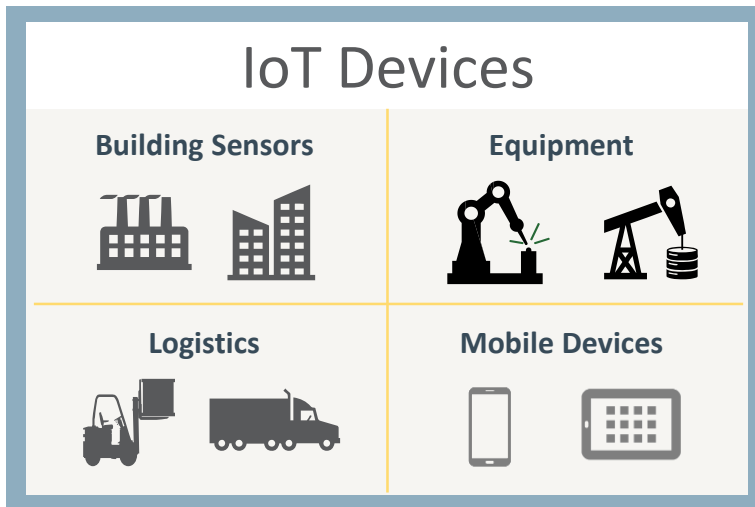 IoT Devices
Building Sensors
Equipment
Logistics
Mobile Devices